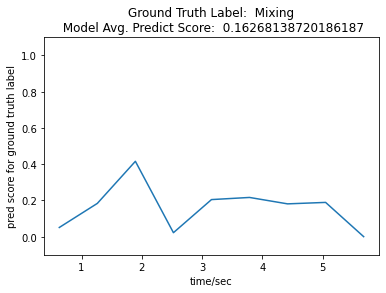 Ground Truth Label:  Mixing
Model Avg. Predict Score:  0.16268138720186187
1.0
0.8
0.6
0.4
0.2
0.0
pred score for ground truth label
1 2 3 4 5
time/sec